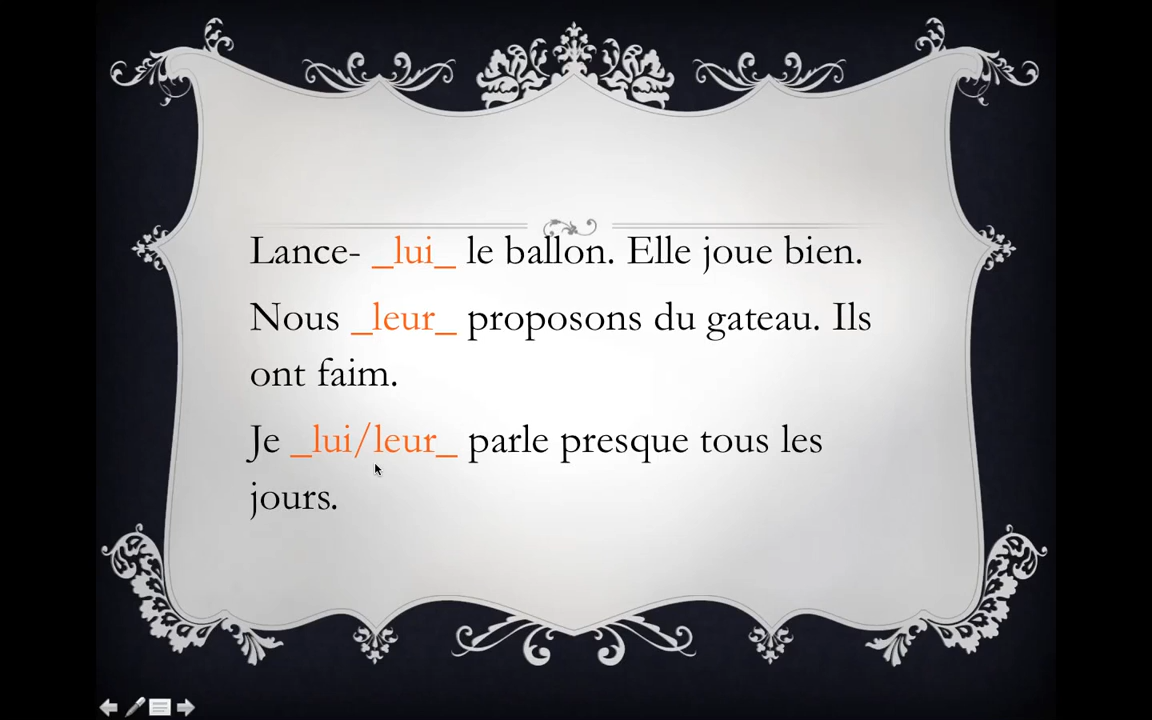 Lance- _lui_ le ballon. Elle joue bien.
Nous _leur_ proposons du gateau. Ils
ont faim.
Je _lui/leur_ parle presque tous les
jours.